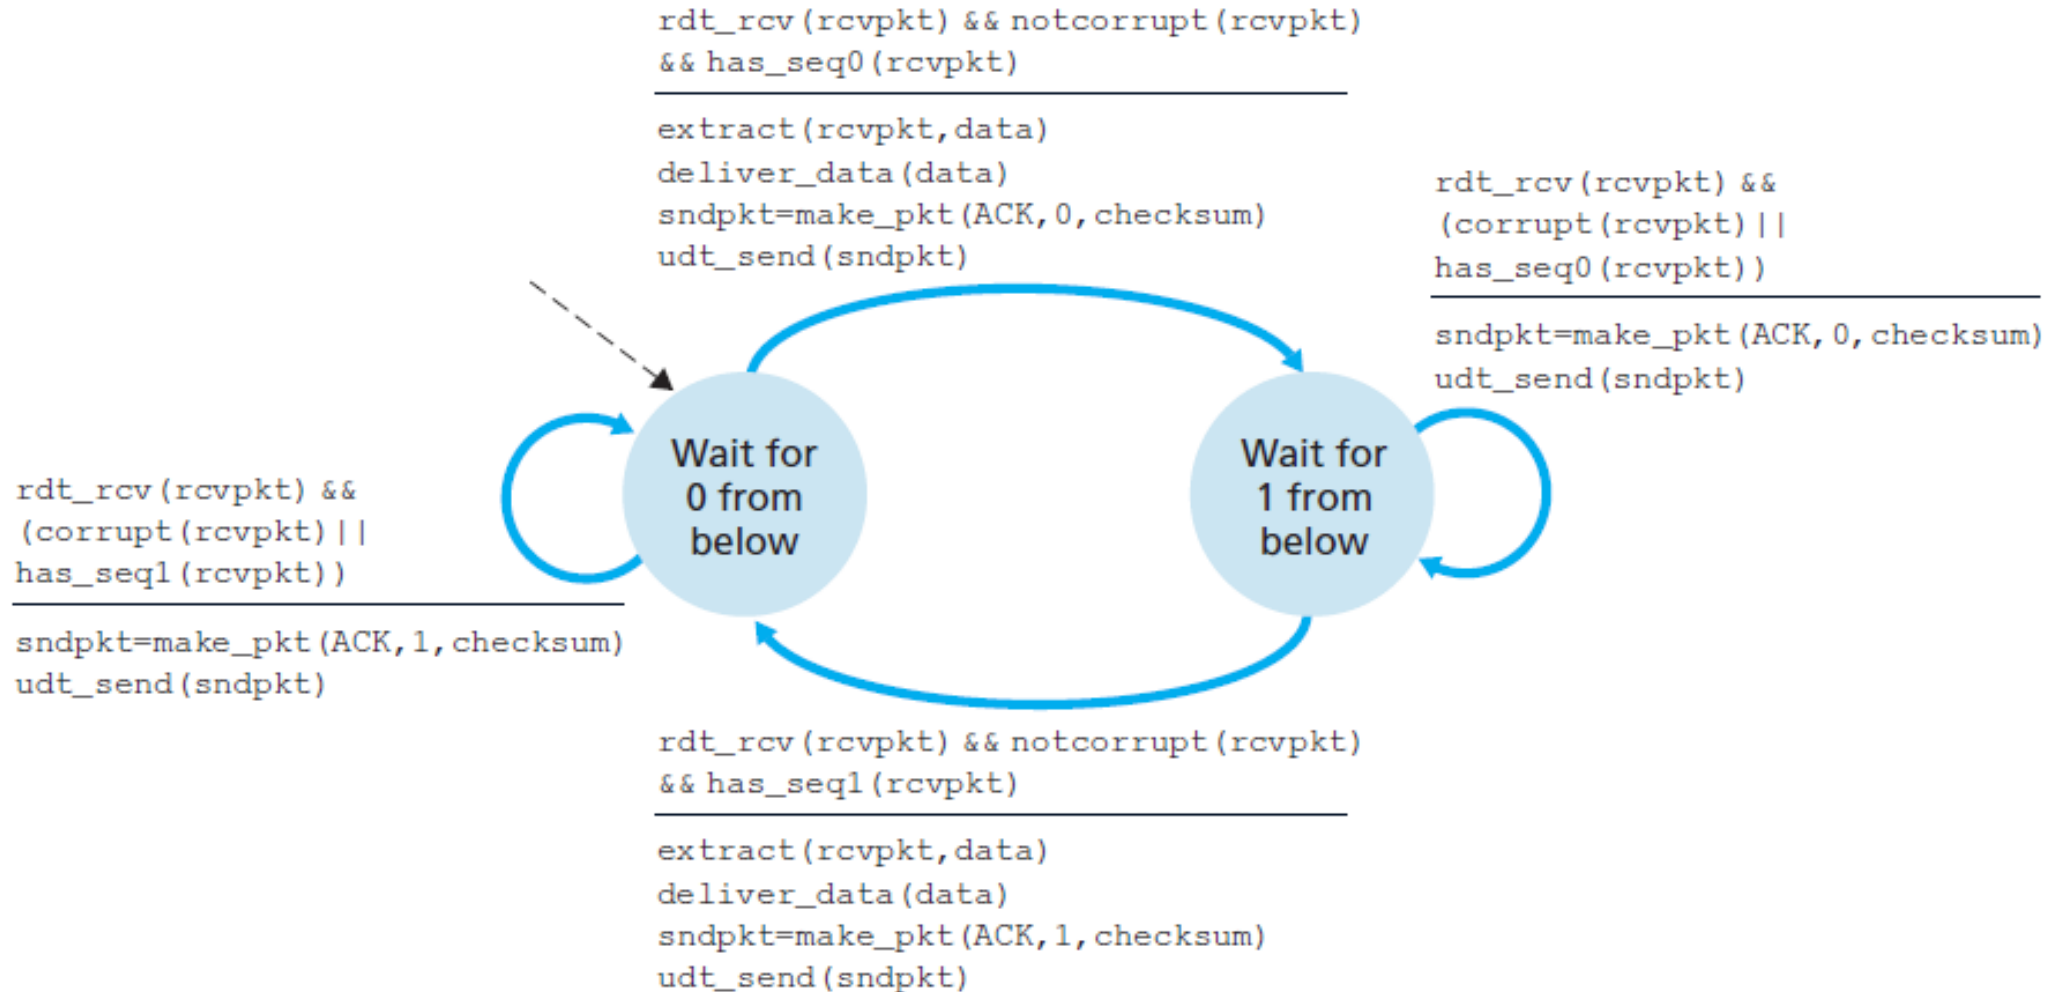 rdt_rcv(rcvpkt) && notcorrupt(rcvpkt)
&& has_seq0(rcvpkt)
extract(rcvpkt,data)
deliver_data(data)
sndpkt=make_pkt(ACK,0,checksum)
udt_send(sndpkt)
rdt_rcv(rcvpkt) &&
(corrupt(rcvpkt)||
has_seq0(rcvpkt))
sndpkt=make_pkt(ACK,0,checksum)
udt_send(sndpkt)
Wait for
0 from
below
Wait for
1 from
below
rdt_rcv(rcvpkt) &&
(corrupt(rcvpkt)||
has_seq1(rcvpkt))
sndpkt=make_pkt(ACK,1,checksum)
udt_send(sndpkt)
rdt_rcv(rcvpkt) && notcorrupt(rcvpkt)
&& has_seq1(rcvpkt)
extract(rcvpkt,data)
deliver_data(data)
sndpkt=make_pkt(ACK,1,checksum)
udt_send(sndpkt)